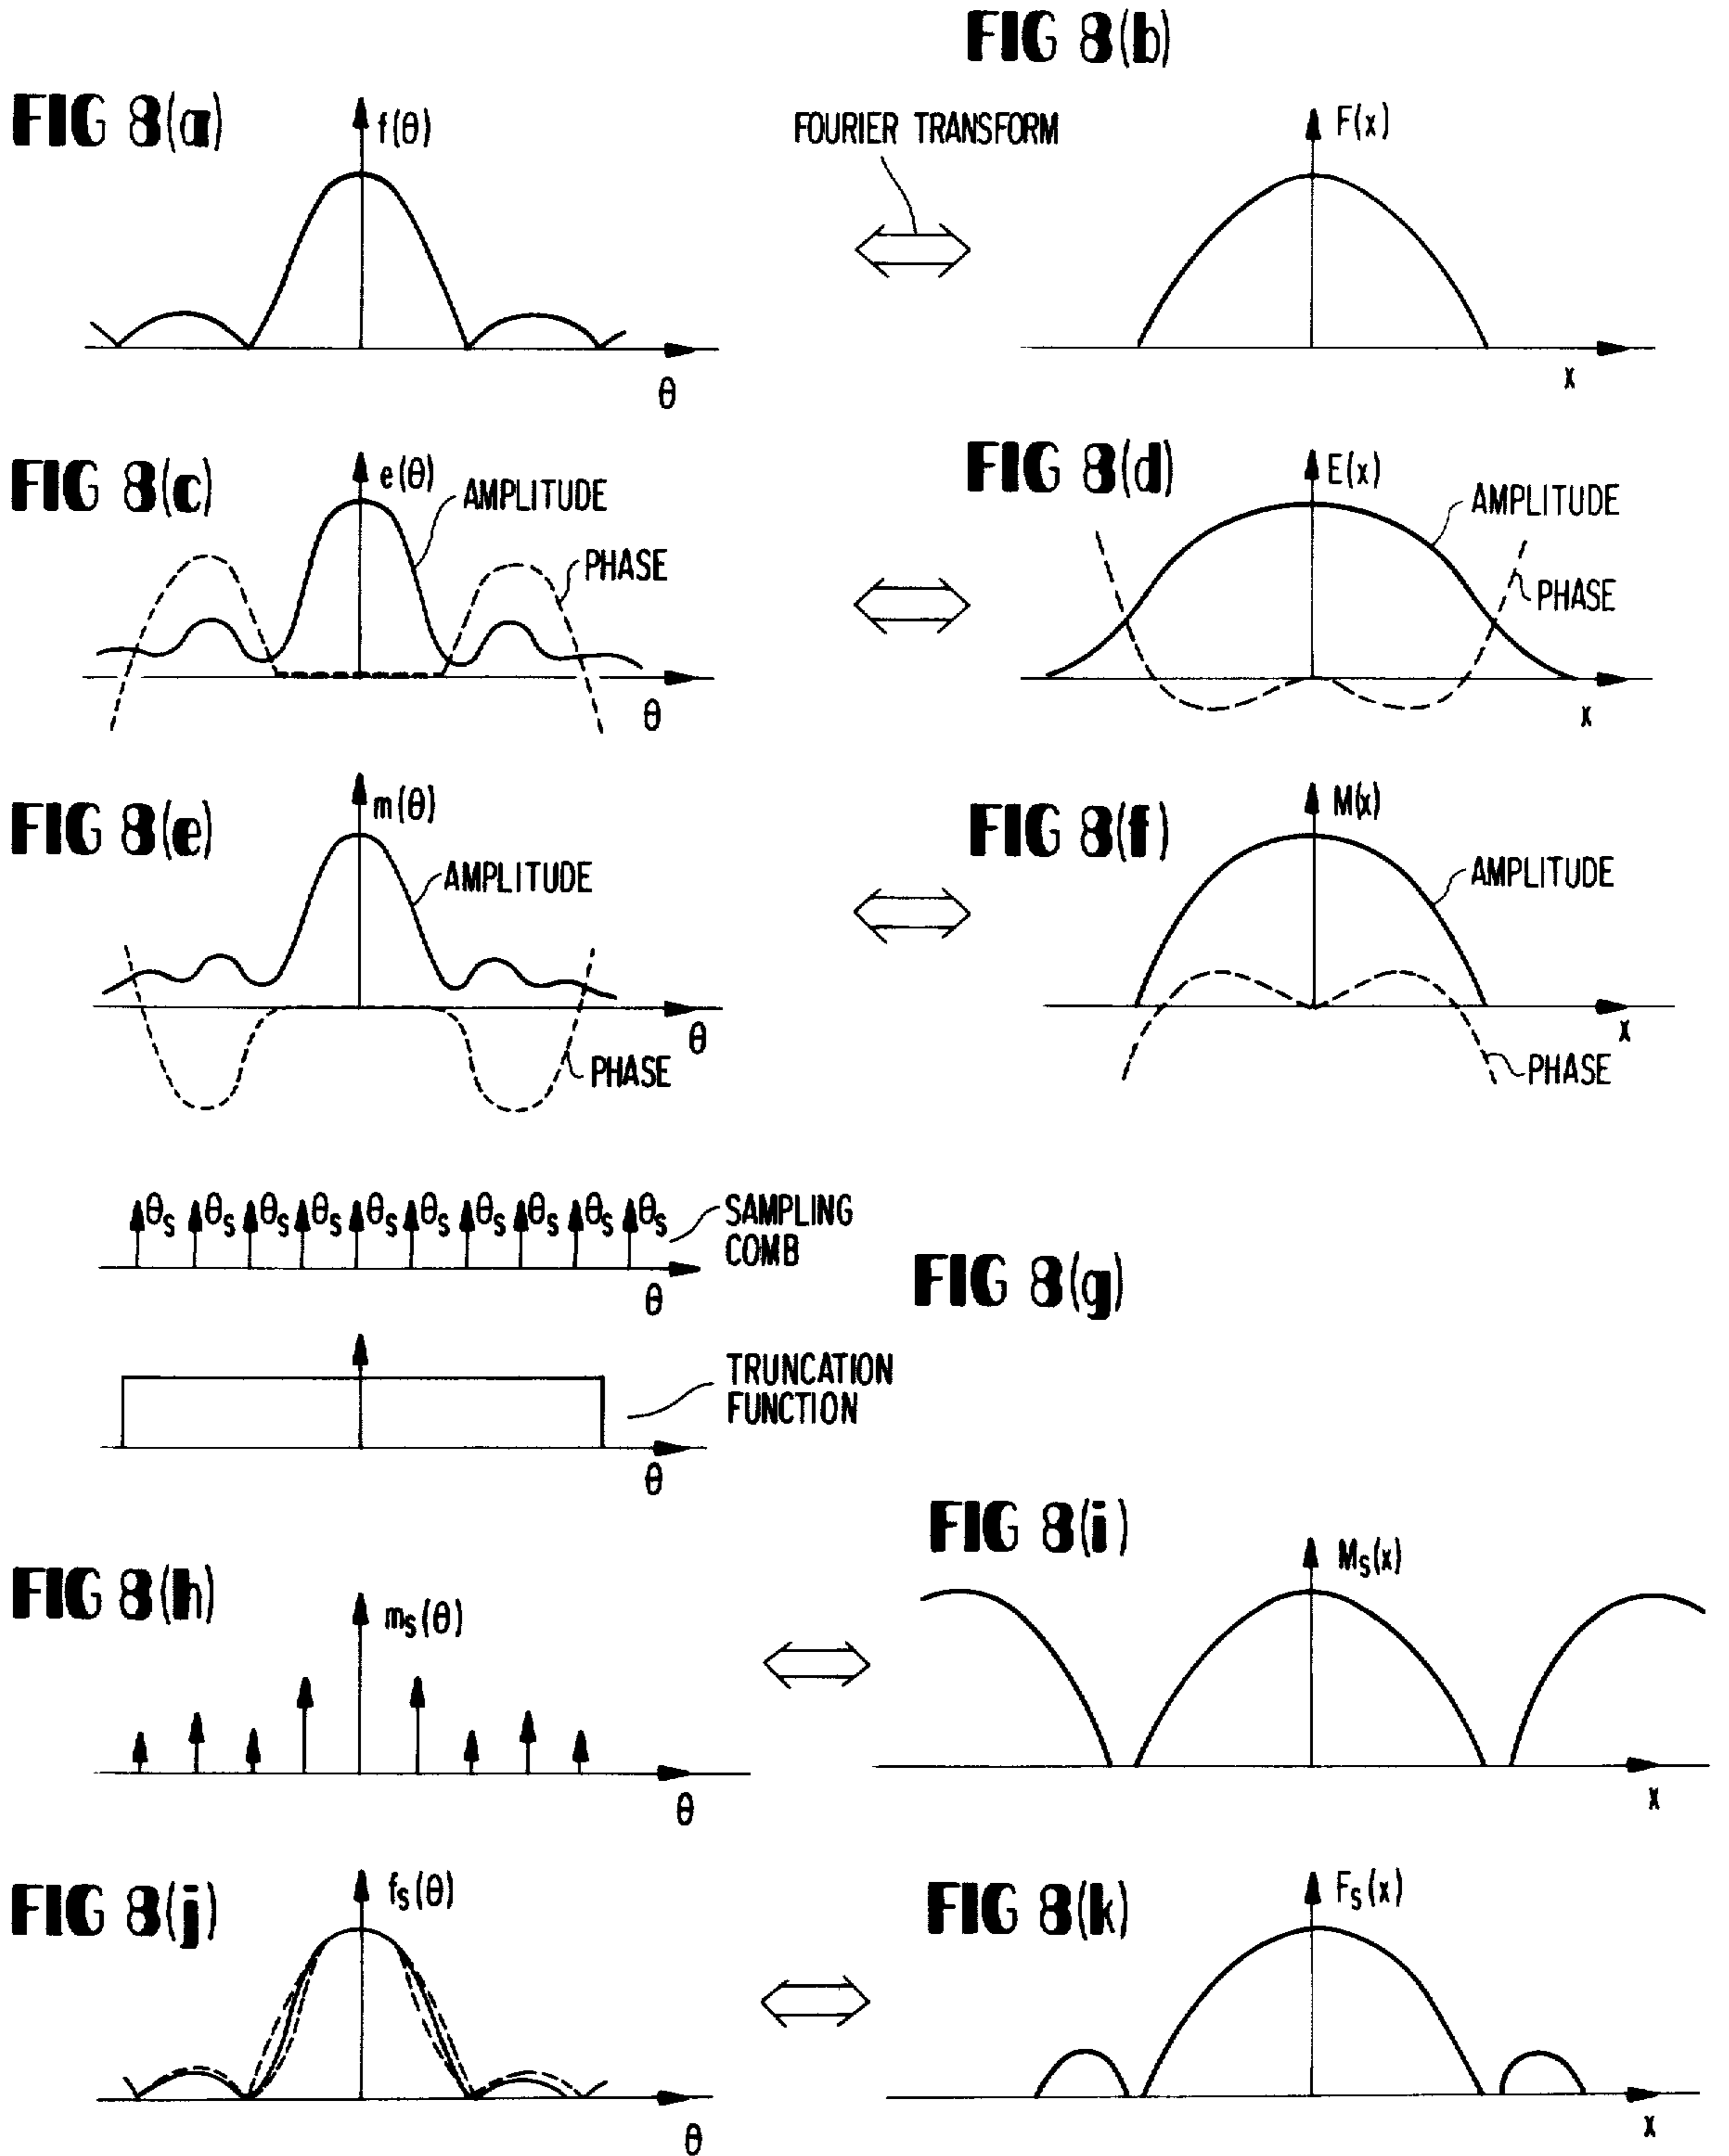 FIG 8(a)
f(θ)
θ
FOURIER TRANSFORM
FIG 8(b)
F(x)
x
FIG 8(c)
e(θ)
AMPLITUDE
PHASE
θ
FIG 8(d)
E(x)
AMPLITUDE
PHASE
x
FIG 8(e)
m(θ)
AMPLITUDE
PHASE
θ
FIG 8(f)
M(x)
AMPLITUDE
PHASE
x
θs θs θs θs θs θs θs θs θs θs
SAMPLING
COMB
θ
FIG 8(g)
TRUNCATION
FUNCTION
θ
FIG 8(h)
ms(θ)
θ
FIG 8(i)
Ms(x)
x
FIG 8(j)
fs(θ)
θ
FIG 8(k)
Fs(x)
x